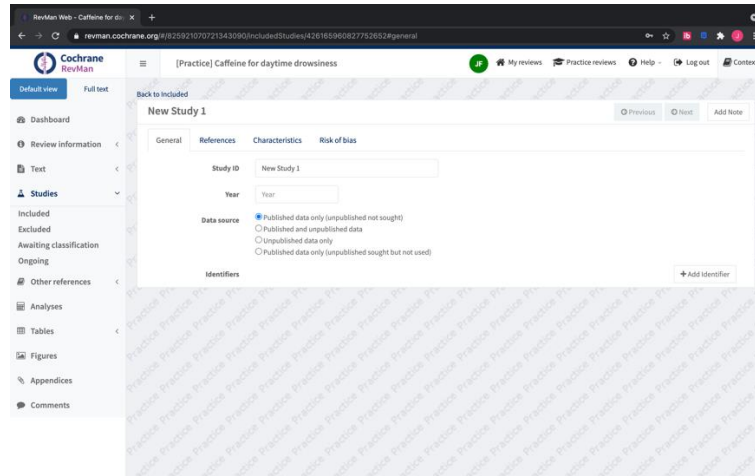 RevMan Web - Caffeine for da
revman.cochrane.org/#/825921070721343090/includedStudies/426165960827752652#general
Cochrane
RevMan
[Practice] Caffeine for daytime drowsiness
JF
My reviews
Practice reviews
Help
Log out
Contex
Default view
Full text
Dashboard
Review information
Text
Studies
Included
Excluded
Awaiting classification
Ongoing
Other references
Analyses
Tables
Figures
Appendices
Comments
Back to Included
New Study 1
Previous
Next
Add Note
General
References
Characteristics
Risk of bias
Study ID
New Study 1
Year
Year
Data source
Published data only (unpublished not sought)
Published and unpublished data
Unpublished data only
Published data only (unpublished sought but not used)
Identifiers
+ Add Identifier
Practice